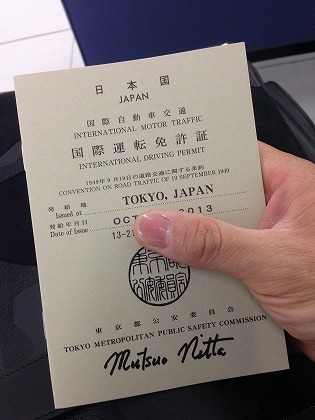 日本国
JAPAN
国際自動車交通
INTERNATIONAL MOTOR TRAFFIC
国際運転免許証
INTERNATIONAL DRIVING PERMIT
1949年9月19日の道路交通に関する条約
CONVENTION ON ROAD TRAFFIC OF 19 SEPTEMBER 1949
発給地
Issued at TOKYO, JAPAN
発給年月日 OCT 2013
Date of Issue
東京都公安委員会
TOKYO METROPOLITAN PUBLIC SAFETY COMMISSION
Mutsuo Nitta